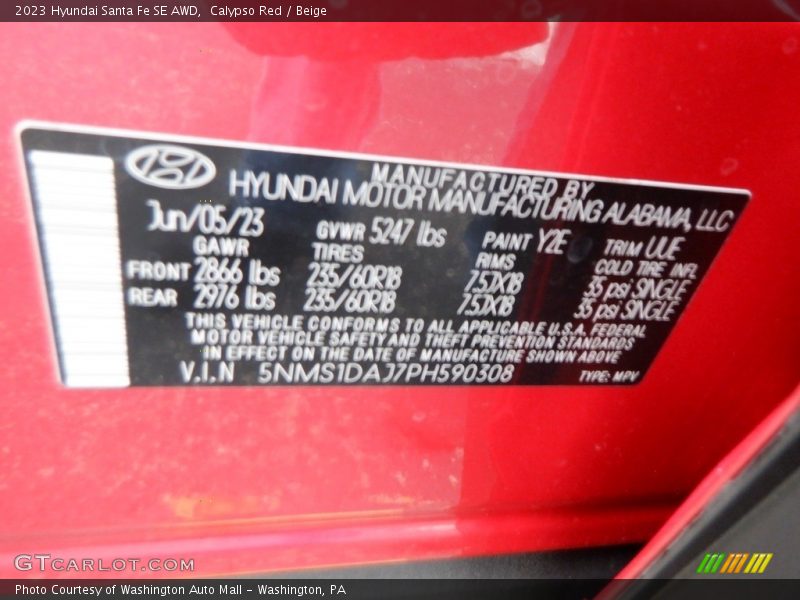 2023 Hyundai Santa Fe SE AWD,  Calypso Red / Beige
MANUFACTURED BY
HYUNDAI MOTOR MANUFACTURING ALABAMA, LLC
Jun/05/23 GVWR 5247 lbs PAINT Y2E TRIM UUE
GAWR TIRES RIMS COLD TIRE INFL
FRONT 2866 lbs 235/60R18 7.5JX18 35 psi SINGLE
REAR 2976 lbs 235/60R18 7.5JX18 35 psi SINGLE
THIS VEHICLE CONFORMS TO ALL APPLICABLE U.S.A. FEDERAL
MOTOR VEHICLE SAFETY AND THEFT PREVENTION STANDARDS
IN EFFECT ON THE DATE OF MANUFACTURE SHOWN ABOVE
V.I.N 5NMS1DAJ7PH590308 TYPE: MPV
GTCARLOT.COM
Photo Courtesy of Washington Auto Mall - Washington, PA